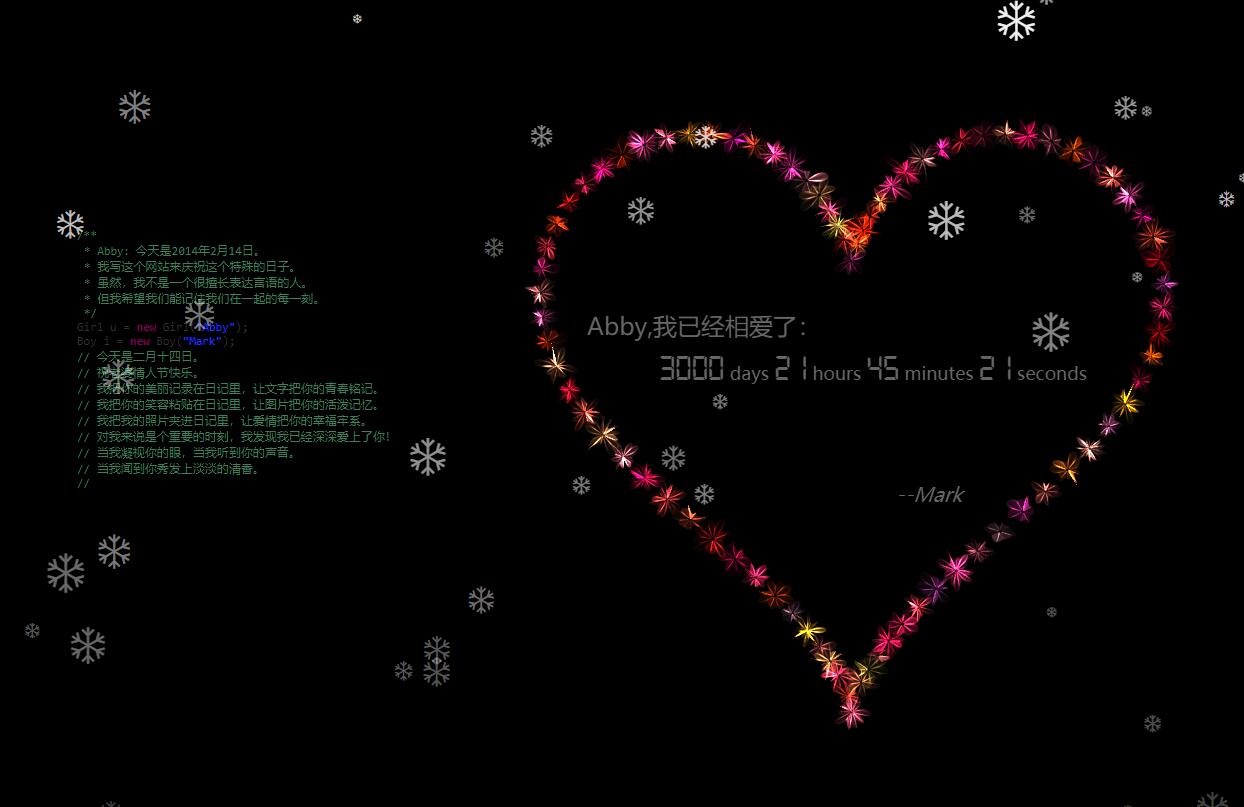 /**
* Abby: 今天是2014年2月14日。
* 我写这个网站来庆祝这个特殊的日子。
* 虽然，我不是一个很擅长表达言语的人。
* 但我希望我们能记住我们在一起的每一刻。
*/
Girl u = new Girl("Abby");
Boy i = new Boy("Mark");
// 今天是二月十四日。
// 情人节快乐。
// 我把你的美丽记录在日记里，让文字把你的青春铭记。
// 我把你的笑容粘贴在日记里，让图片把你的活泼记忆。
// 我把我的照片夹进日记里，让爱情把你的幸福牢系。
// 对我来说是个重要的时刻，我发现我已经深深爱上了你！
// 当我凝视你的眼，当我听到你的声音。
// 当我闻到你秀发上淡淡的清香。
//
Abby,我已经相爱了:
3000 days 21 hours 45 minutes 21 seconds
--Mark